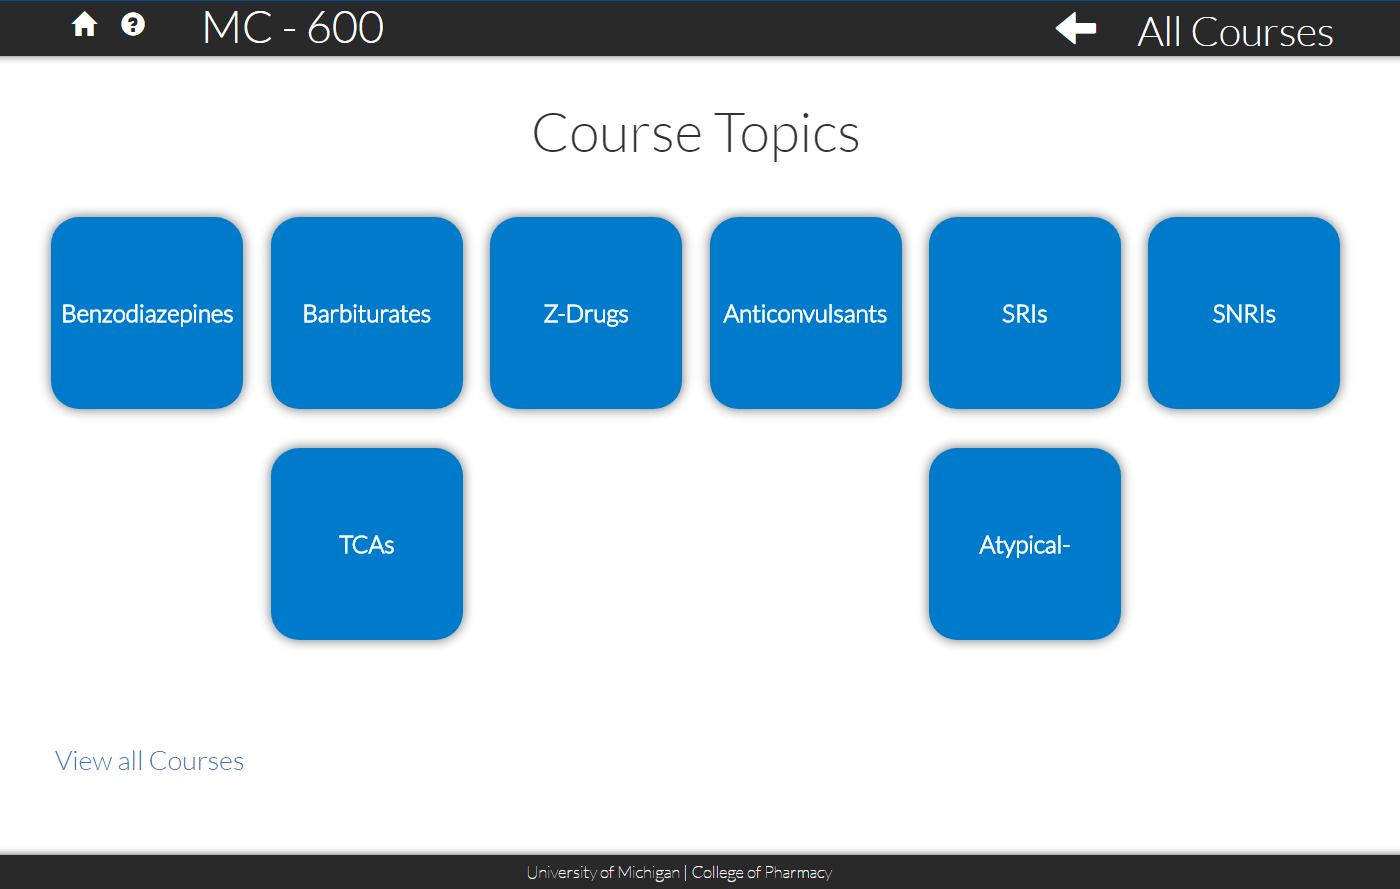 MC - 600
All Courses
Course Topics
Benzodiazepines
Barbiturates
Z-Drugs
Anticonvulsants
SRIs
SNRIs
TCAs
Atypical-
View all Courses
University of Michigan | College of Pharmacy